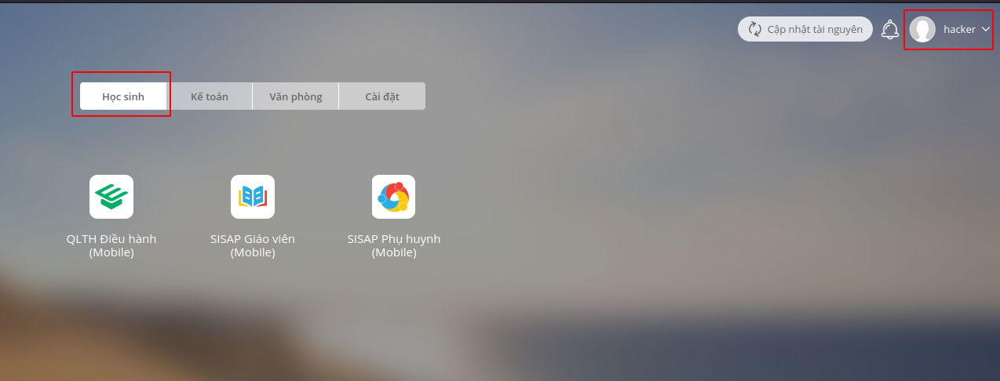 Cập nhật tài nguyên
hacker
Học sinh
Kế toán
Văn phòng
Cài đặt
QLTH Điều hành
(Mobile)
SISAP Giáo viên
(Mobile)
SISAP Phụ huynh
(Mobile)